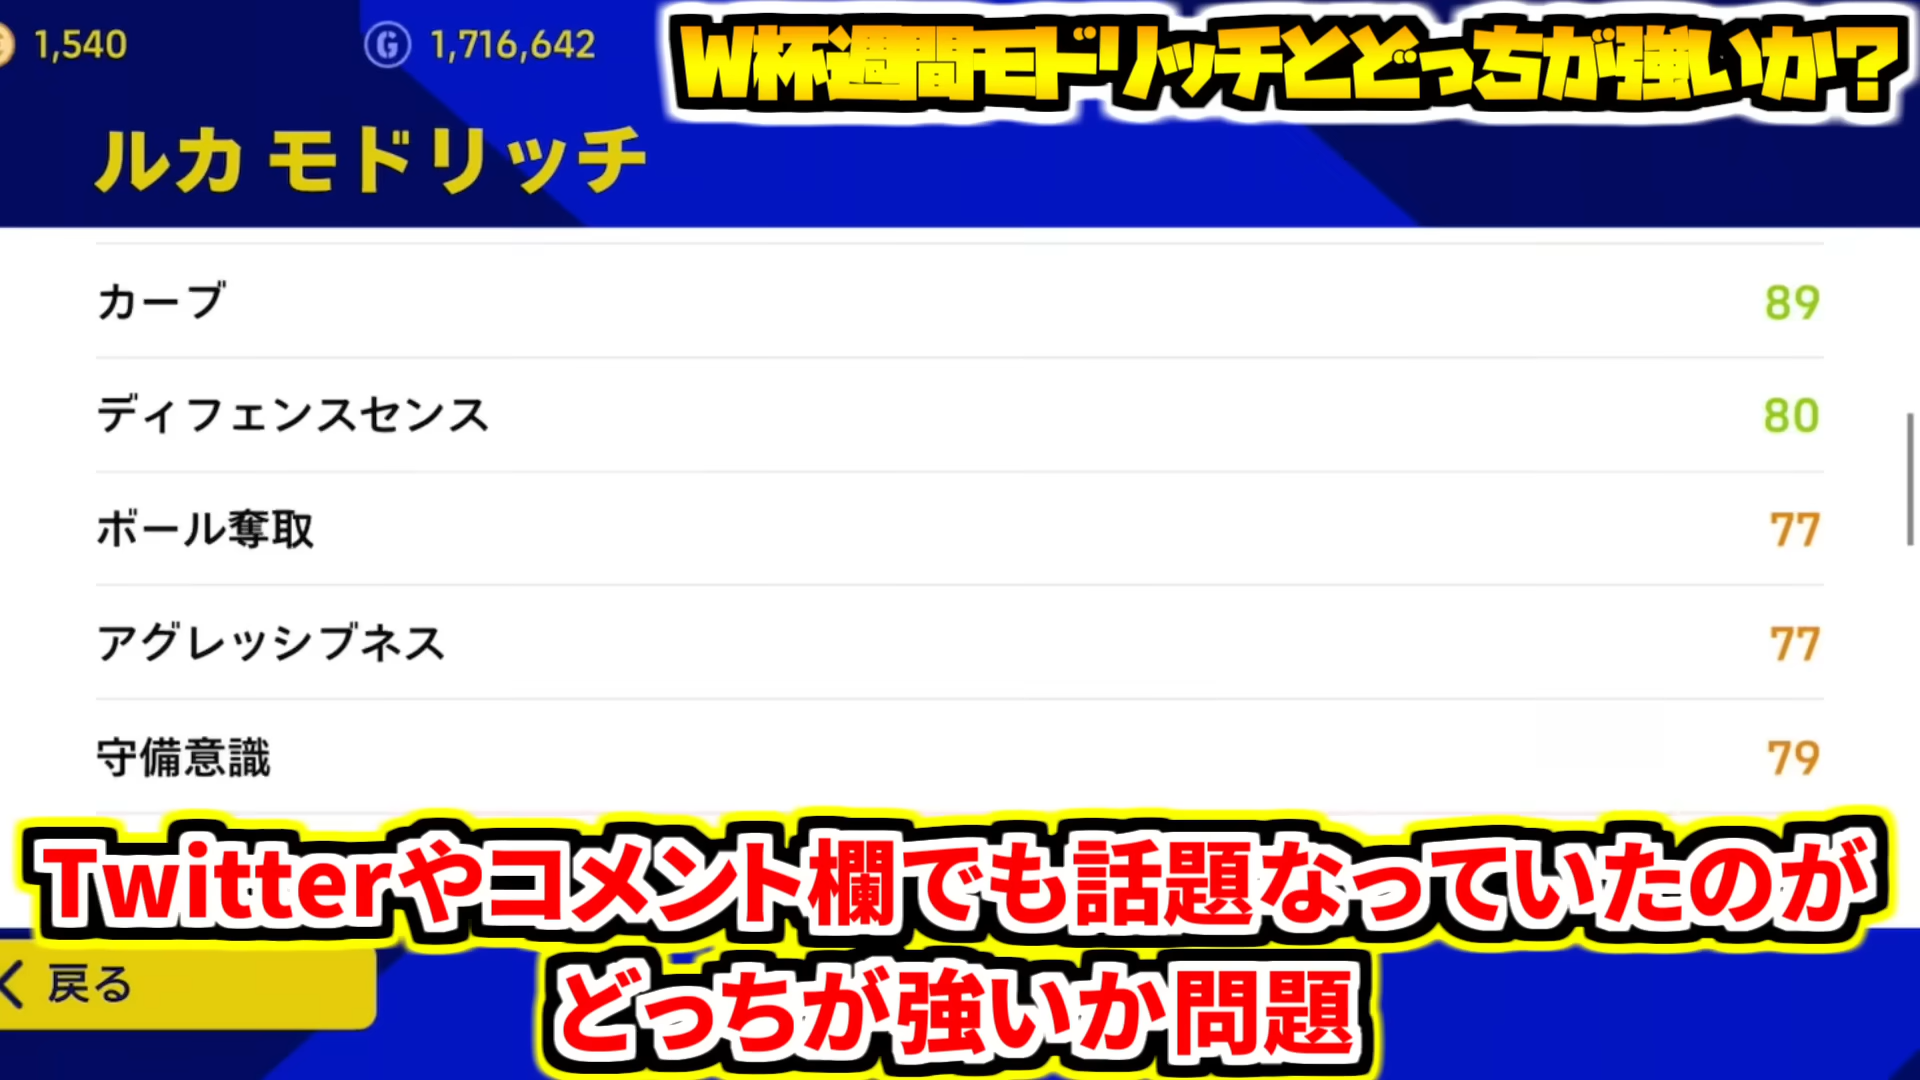 1,540
G 1,716,642
W杯週間モドリッチとどっちが強いか?
ルカ モドリッチ
カーブ 89
ディフェンスセンス 80
ボール奪取 77
アグレッシブネス 77
守備意識 79
Twitterやコメント欄でも話題なっていたのが
戻る
どっちが強いか問題